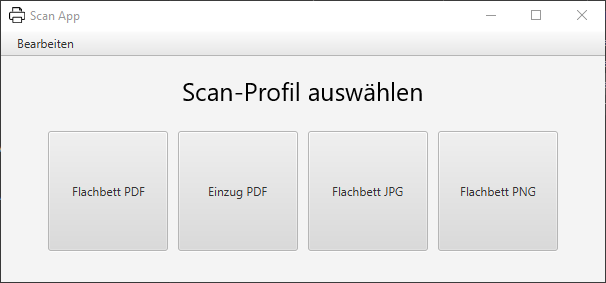 Scan App
Bearbeiten
Scan-Profil auswählen
Flachbett PDF
Einzug PDF
Flachbett JPG
Flachbett PNG